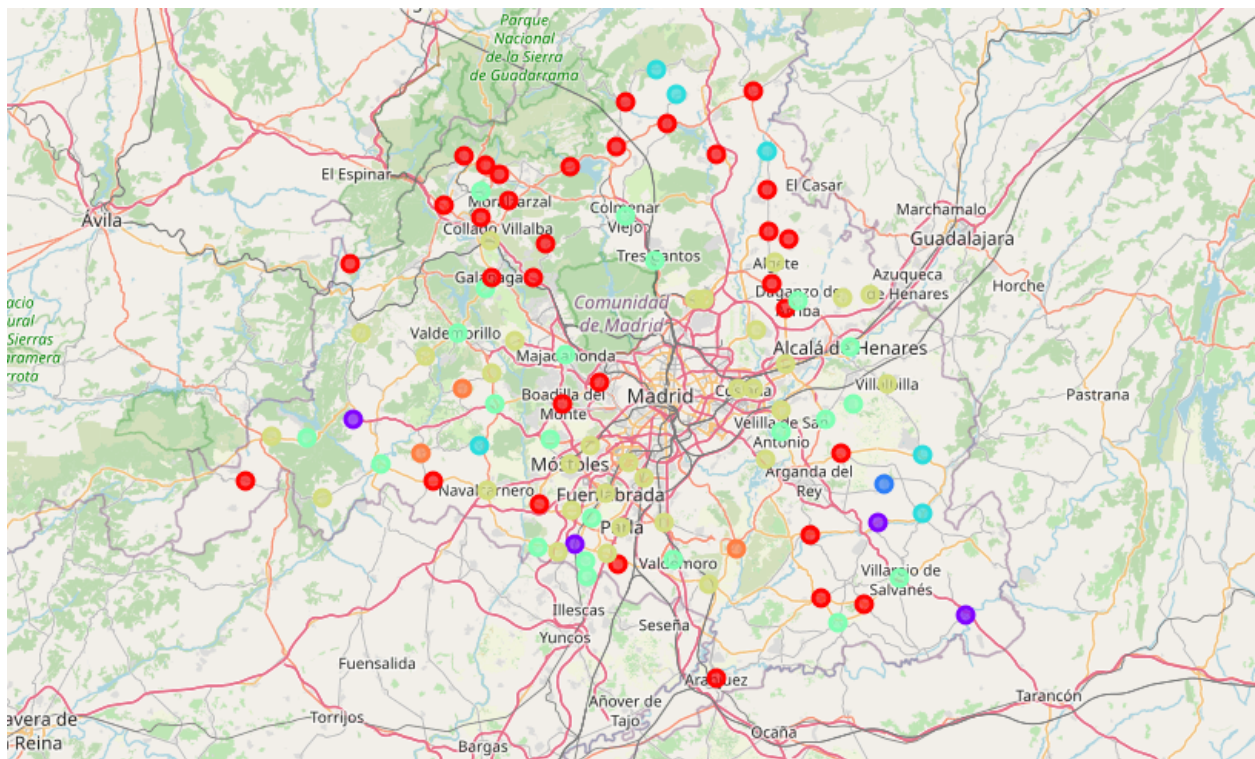 Parque
Nacional
de la Sierra
de Guadarrama
El Espinar
El Casar
Ávila
Moralzarzal
Colmenar
Viejo
Marchamalo
Collado Villalba
Guadalajara
Tres Cantos
Algete
Azuqueca
de Henares
Galapagar
Daganzo de
Horche
Comunidad
de Madrid
Sierras
Valdemorillo
Majadahonda
Alcalá de Henares
Villalbilla
Boadilla del
Monte
Madrid
Coslada
Pastrana
Velilla de San
Antonio
Móstoles
Arganda del
Rey
Navalcarnero
Fuenlabrada
Parla
Valdemoro
Villarejo de
Salvanés
Illescas
Yuncos
Seseña
Fuensalida
Aranjuez
Añover de
Tajo
Tarancón
Torrijos
Ocaña
avera de
Reina
Bargas